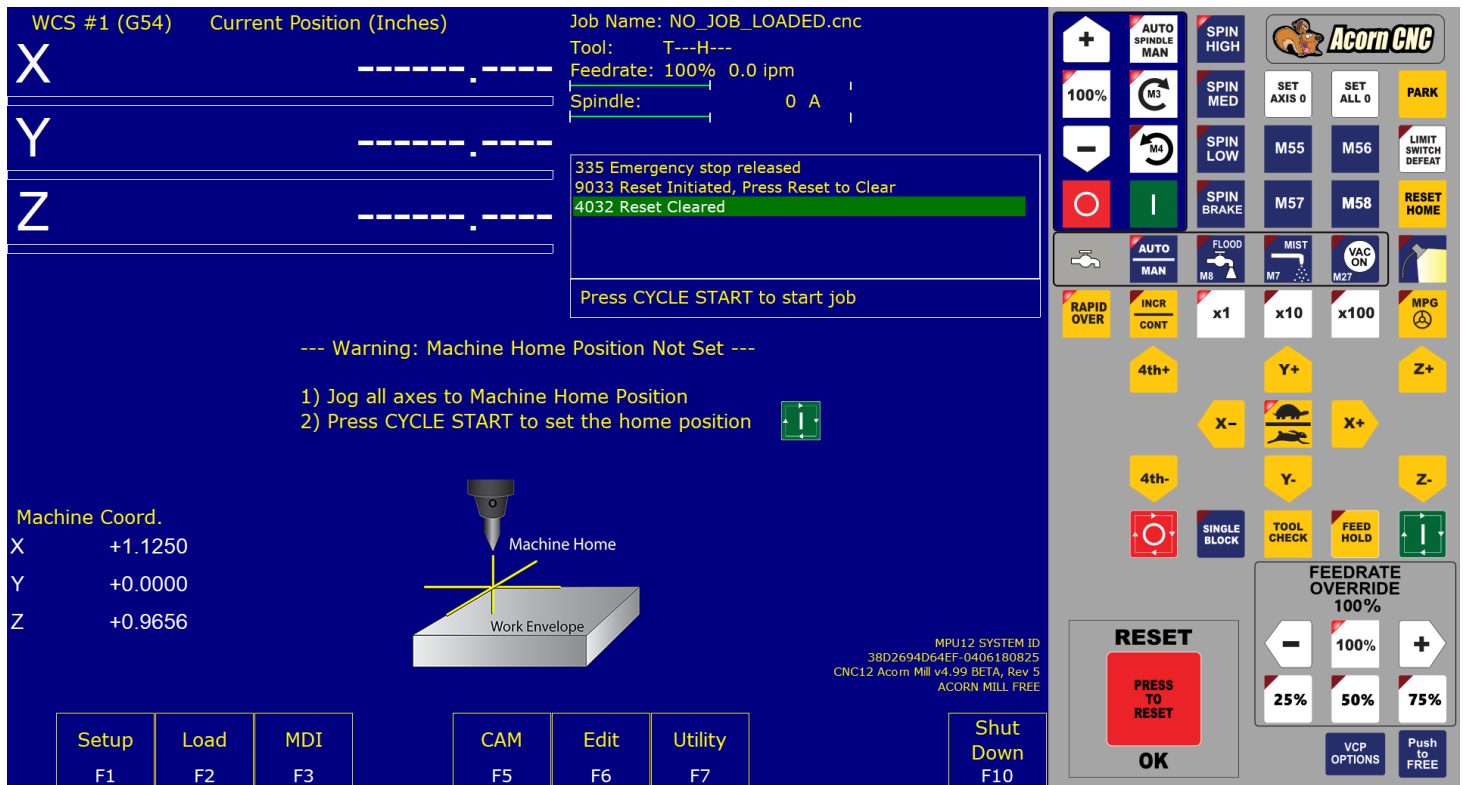 WCS #1 (G54) Current Position (Inches)
X ------.----
Y ------.----
Z ------.----
Job Name: NO_JOB_LOADED.cnc
Tool: T---H---
Feedrate: 100% 0.0 ipm
Spindle: 0 A
335 Emergency stop released
9033 Reset Initiated, Press Reset to Clear
4032 Reset Cleared
Press CYCLE START to start job
--- Warning: Machine Home Position Not Set ---
1) Jog all axes to Machine Home Position
2) Press CYCLE START to set the home position
Machine Coord.
X +1.1250
Y +0.0000
Z +0.9656
Machine Home
Work Envelope
MPU12 SYSTEM ID
38D2694D64EF-0406180825
CNC12 Acorn Mill v4.99 BETA, Rev 5
ACORN MILL FREE
Setup
F1
Load
F2
MDI
F3
CAM
F5
Edit
F6
Utility
F7
Shut
Down
F10
+
AUTO
SPINDLE
MAN
SPIN
HIGH
Acorn CNC
100%
M3
SPIN
MED
SET
AXIS 0
SET
ALL 0
PARK
-
M4
SPIN
LOW
M55
M56
LIMIT
SWITCH
DEFEAT
SPIN
BRAKE
M57
M58
RESET
HOME
AUTO
MAN
FLOOD
M8
MIST
M7
VAC
ON
M27
RAPID
OVER
INCR
CONT
x1
x10
x100
MPG
4th+
Y+
Z+
X-
X+
4th-
Y-
Z-
SINGLE
BLOCK
TOOL
CHECK
FEED
HOLD
FEEDRATE
OVERRIDE
100%
-
100%
+
25%
50%
75%
RESET
PRESS
TO
RESET
OK
VCP
OPTIONS
Push
to
FREE